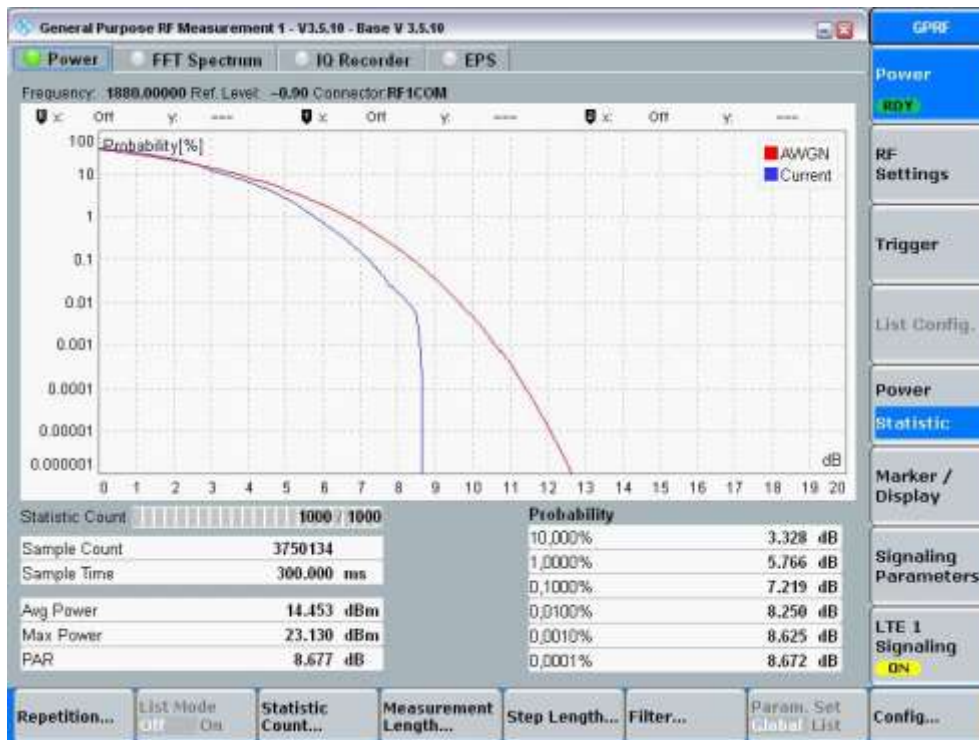 General Purpose RF Measurement 1 - V3.5.10 - Base V 3.5.10
GPRF
Power FFT Spectrum IQ Recorder EPS
Power
RDY
Frequency: 1880.00000 Ref. Level: -0.90 Connector:RF1COM
x: Off y: --- x: Off y: --- x: Off y: ---
Probability[%]
AWGN
Current
100
10
1
0.1
0.01
0.001
0.0001
0.00001
0.000001
dB
0 1 2 3 4 5 6 7 8 9 10 11 12 13 14 15 16 17 18 19 20
RF
Settings
Trigger
List Config.
Power
Statistic
Marker /
Display
Signaling
Parameters
LTE 1
Signaling
ON
Statistic Count 1000 / 1000
Sample Count 3750134
Sample Time 300.000 ms
Avg Power 14.453 dBm
Max Power 23.130 dBm
PAR 8.677 dB
Probability
10,000% 3.328 dB
1,0000% 5.766 dB
0,1000% 7.219 dB
0,0100% 8.250 dB
0,0010% 8.625 dB
0,0001% 8.672 dB
Repetition...
List Mode
Off On
Statistic
Count...
Measurement
Length...
Step Length...
Filter...
Param. Set
Global List
Config...